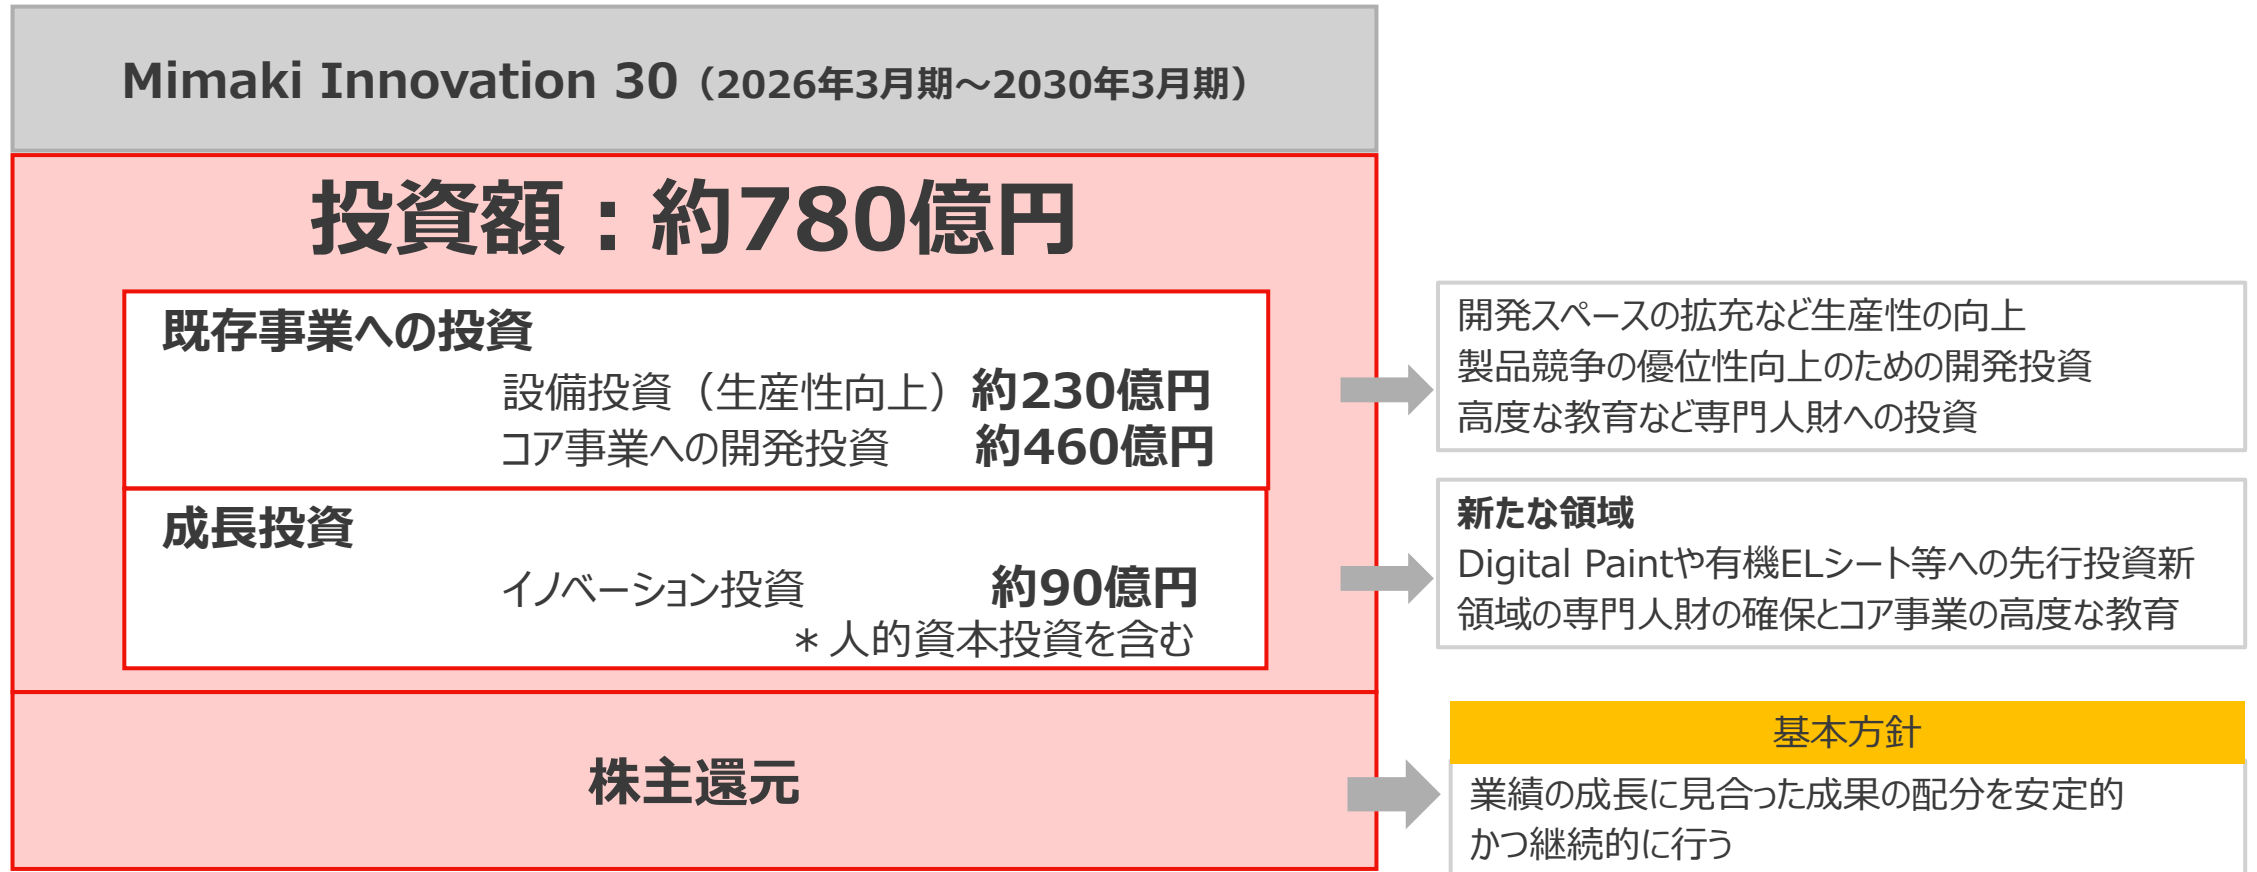 Mimaki Innovation 30（2026年3月期～2030年3月期）
投資額：約780億円
既存事業への投資
設備投資（生産性向上）約230億円
コア事業への開発投資 約460億円
開発スペースの拡充など生産性の向上
製品競争の優位性向上のための開発投資
高度な教育など専門人財への投資
成長投資
イノベーション投資 約90億円
＊人的資本投資を含む
新たな領域
Digital Paintや有機ELシート等への先行投資新
領域の専門人財の確保とコア事業の高度な教育
株主還元
基本方針
業績の成長に見合った成果の配分を安定的
かつ継続的に行う